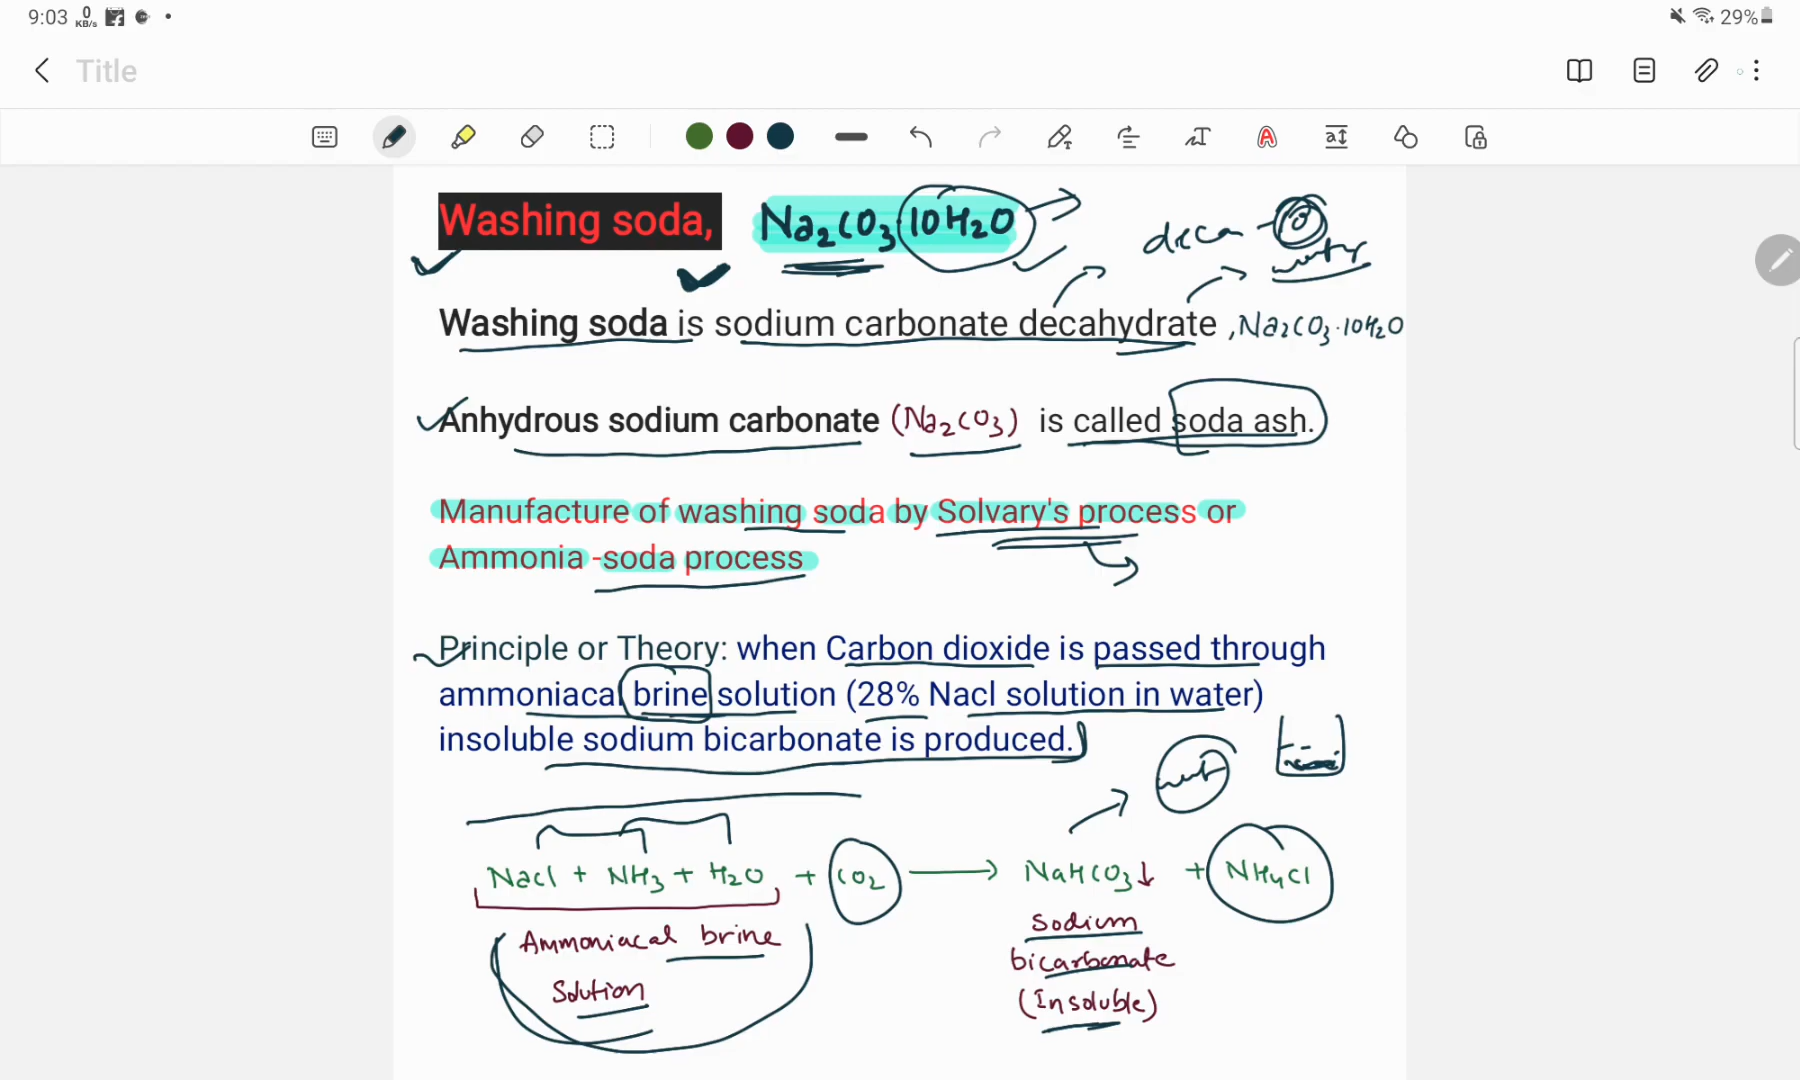 9:03 0 KB/s 29%
Title
Washing soda, Na2CO3·10H2O
deca - 10
water
Washing soda is sodium carbonate decahydrate , Na2CO3·10H2O
Anhydrous sodium carbonate (Na2CO3) is called soda ash.
Manufacture of washing soda by Solvary's process or
Ammonia -soda process
Principle or Theory: when Carbon dioxide is passed through
ammoniacal brine solution (28% Nacl solution in water)
insoluble sodium bicarbonate is produced.
Nacl + NH3 + H2O + CO2 → NaHCO3↓ + NH4Cl
Ammoniacal brine
Solution
Sodium
bicarbonate
(Insoluble)